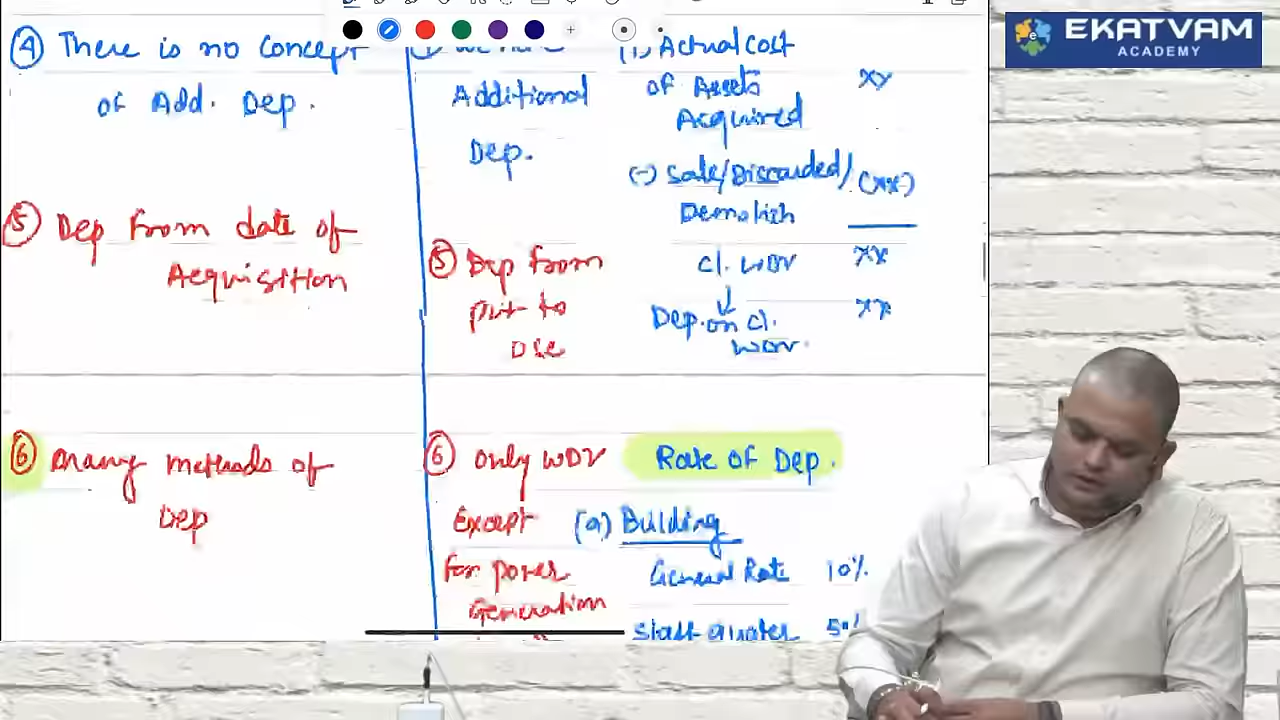 EKATVAM
ACADEMY
④ There is no concept
of Add. Dep.
Additional
Dep.
Actual cost
of Assets xx
Acquired
(-) Sale/Discarded/ (xx)
Demolish
cl. WDV xx
Dep. on cl. xx
WDV.
⑤ Dep From date of
Acquisition
⑤ Dep from
put to
use
⑥ Many methods of
Dep
⑥ Only WDV
Except
for power
Generation
Rate of Dep.
(a) Building
General Rate 10%
Staff quater 5%